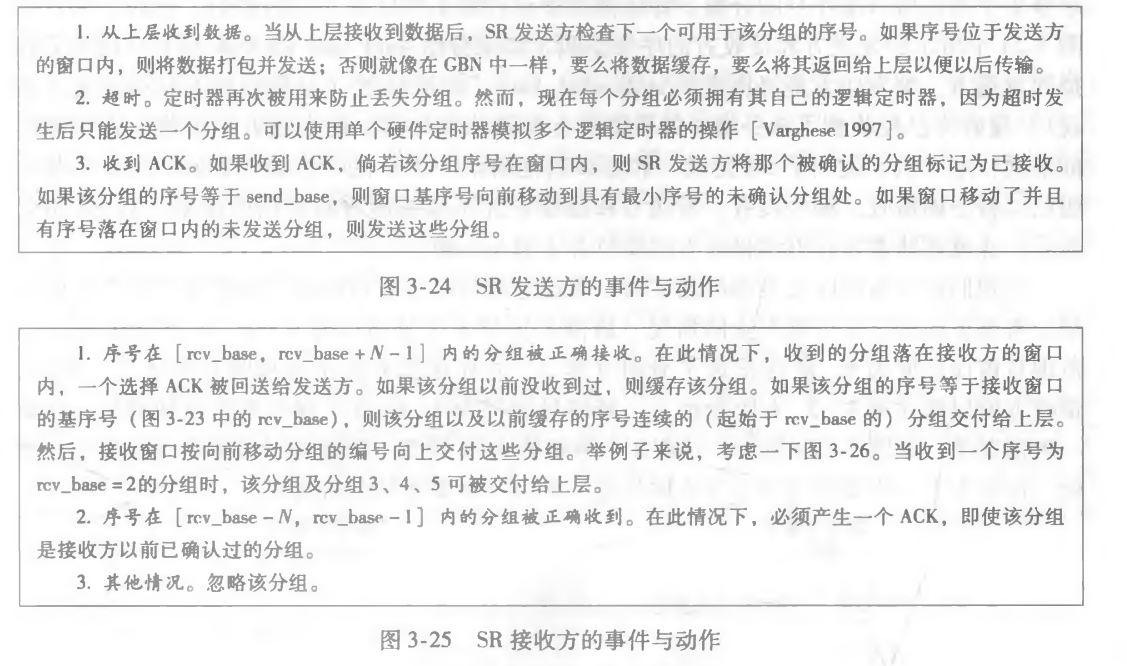 1. 从上层收到数据。当从上层接收到数据后，SR 发送方检查下一个可用于该分组的序号。如果序号位于发送方
的窗口内，则将数据打包并发送；否则就像在 GBN 中一样，要么将数据缓存，要么将其返回给上层以便以后传输。
2. 超时。定时器再次被用来防止丢失分组。然而，现在每个分组必须拥有其自己的逻辑定时器，因为超时发
生后只能发送一个分组。可以使用单个硬件定时器模拟多个逻辑定时器的操作［Varghese 1997］。
3. 收到 ACK。如果收到 ACK，倘若该分组序号在窗口内，则 SR 发送方将那个被确认的分组标记为已接收。
如果该分组的序号等于 send_base，则窗口基序号向前移动到具有最小序号的未确认分组处。如果窗口移动了并且
有序号落在窗口内的未发送分组，则发送这些分组。
图 3-24 SR 发送方的事件与动作
1. 序号在［rcv_base，rcv_base + N - 1］内的分组被正确接收。在此情况下，收到的分组落在接收方的窗口
内，一个选择 ACK 被回送给发送方。如果该分组以前没收到过，则缓存该分组。如果该分组的序号等于接收窗口
的基序号（图 3-23 中的 rcv_base），则该分组以及以前缓存的序号连续的（起始于 rcv_base 的）分组交付给上层。
然后，接收窗口按向前移动分组的编号向上交付这些分组。举例子来说，考虑一下图 3-26。当收到一个序号为
rcv_base = 2的分组时，该分组及分组 3、4、5 可被交付给上层。
2. 序号在［rcv_base - N，rcv_base - 1］内的分组被正确收到。在此情况下，必须产生一个 ACK，即使该分组
是接收方以前已确认过的分组。
3. 其他情况。忽略该分组。
图 3-25 SR 接收方的事件与动作